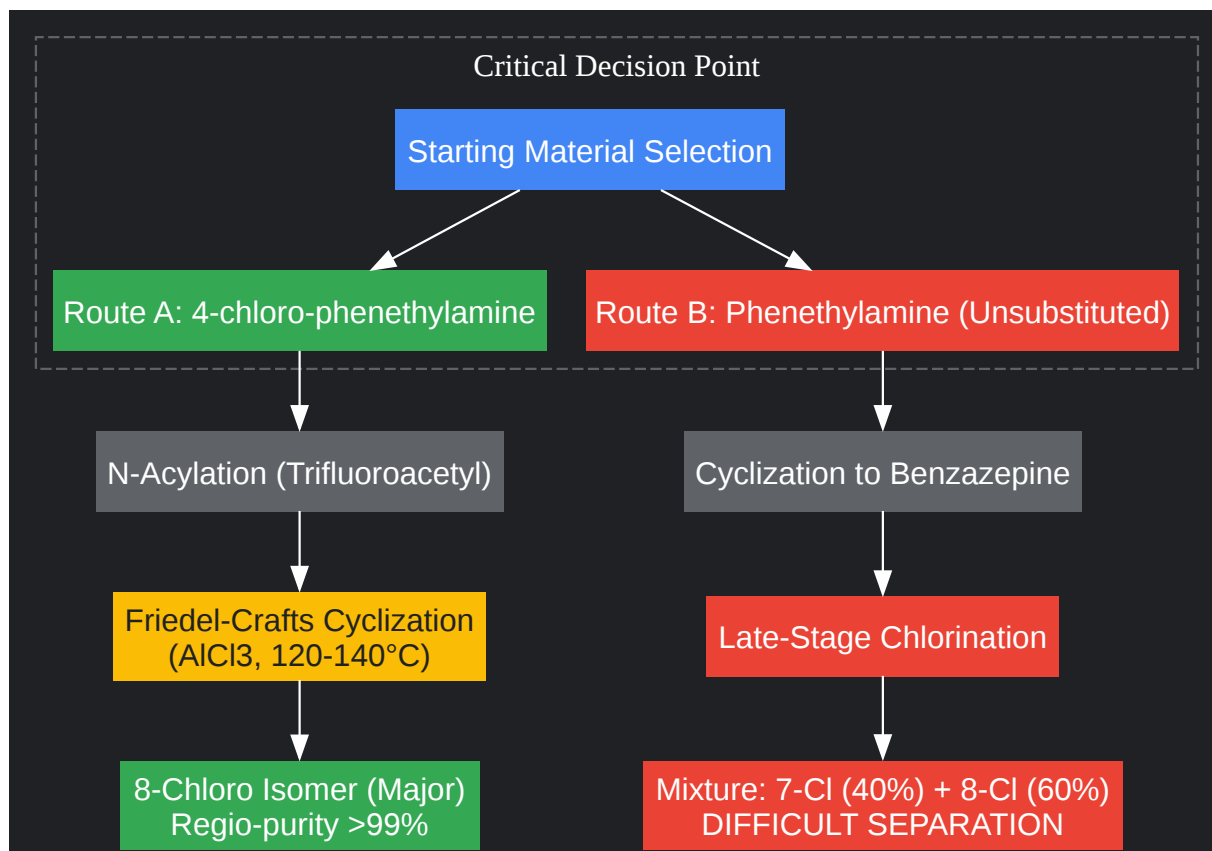 Critical Decision Point
Starting Material Selection
Route A: 4-chloro-phenethylamine
Route B: Phenethylamine (Unsubstituted)
N-Acylation (Trifluoroacetyl)
Cyclization to Benzazepine
Friedel-Crafts Cyclization
(AlCl3, 120-140°C)
Late-Stage Chlorination
8-Chloro Isomer (Major)
Regio-purity >99%
Mixture: 7-Cl (40%) + 8-Cl (60%)
DIFFICULT SEPARATION